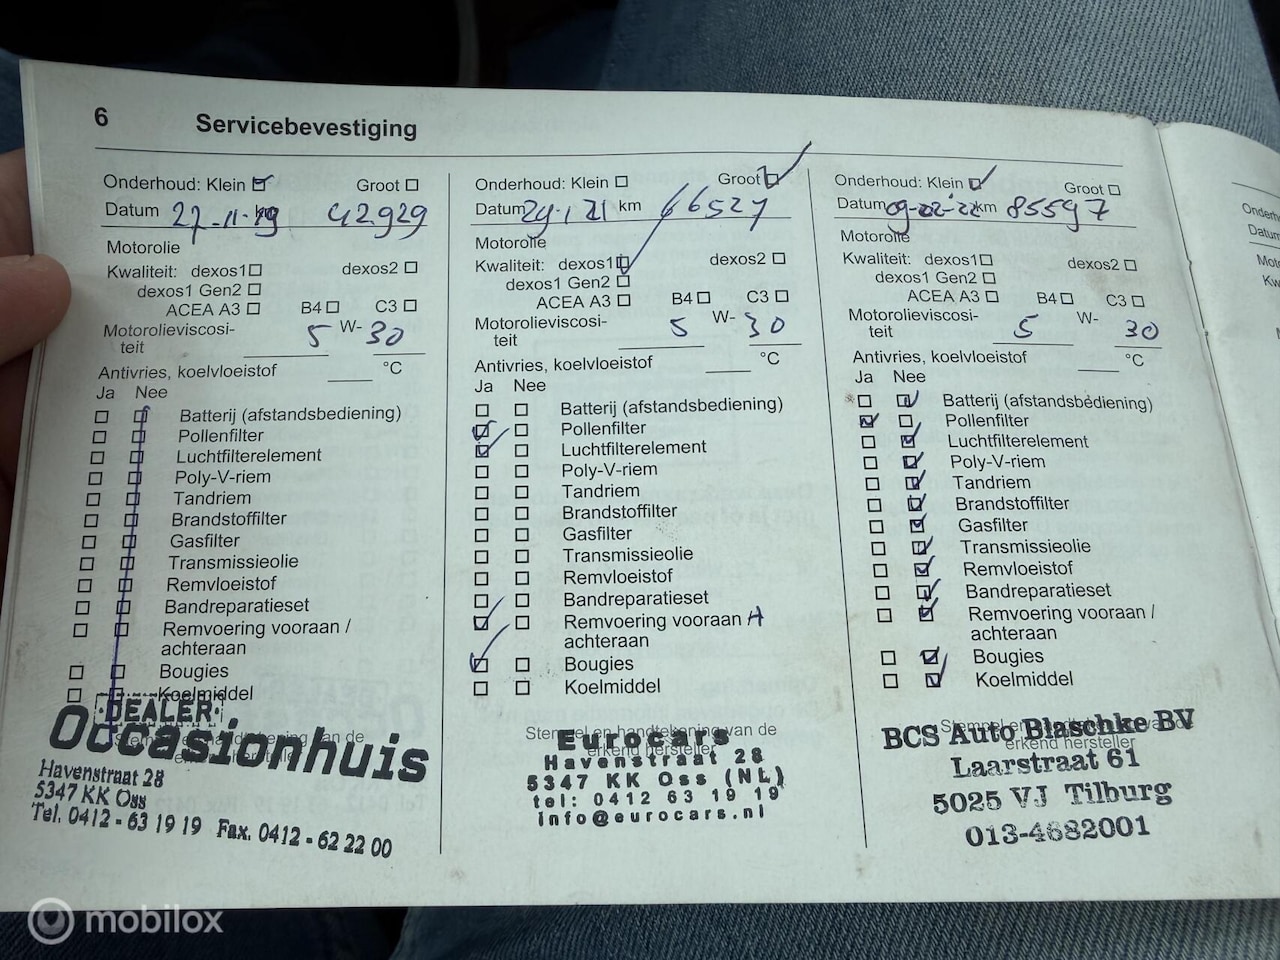 6 Servicebevestiging
Onderhoud: Klein Groot
Datum 27-11-19 km 42929
Motorolie
Kwaliteit: dexos1 dexos2
dexos1 Gen2
ACEA A3 B4 C3
Motorolieviscosi-
teit 5 W- 30
Antivries, koelvloeistof °C
Ja Nee
Batterij (afstandsbediening)
Pollenfilter
Luchtfilterelement
Poly-V-riem
Tandriem
Brandstoffilter
Gasfilter
Transmissieolie
Remvloeistof
Bandreparatieset
Remvoering vooraan /
achteraan
Bougies
Koelmiddel
DEALER
Occasionhuis
Havenstraat 28
5347 KK Oss
Tel. 0412 - 63 19 19 Fax. 0412 - 62 22 00
Onderhoud: Klein Groot
Datum 29-1-21 km 66527
Motorolie
Kwaliteit: dexos1 dexos2
dexos1 Gen2
ACEA A3 B4 C3
Motorolieviscosi-
teit 5 W- 30
Antivries, koelvloeistof °C
Ja Nee
Batterij (afstandsbediening)
Pollenfilter
Luchtfilterelement
Poly-V-riem
Tandriem
Brandstoffilter
Gasfilter
Transmissieolie
Remvloeistof
Bandreparatieset
Remvoering vooraan /
achteraan
Bougies
Koelmiddel
Stempel en handtekening van de
erkend hersteller
Eurocars
Havenstraat 28
5347 KK Oss (NL)
tel: 0412 63 19 19
info@eurocars.nl
Onderhoud: Klein Groot
Datum 09-02-22 km 85597
Motorolie
Kwaliteit: dexos1 dexos2
dexos1 Gen2
ACEA A3 B4 C3
Motorolieviscosi-
teit 5 W- 30
Antivries, koelvloeistof °C
Ja Nee
Batterij (afstandsbediening)
Pollenfilter
Luchtfilterelement
Poly-V-riem
Tandriem
Brandstoffilter
Gasfilter
Transmissieolie
Remvloeistof
Bandreparatieset
Remvoering vooraan /
achteraan
Bougies
Koelmiddel
erkend hersteller
BCS Auto Blaschke BV
Laarstraat 61
5025 VJ Tilburg
013-4682001
mobilox